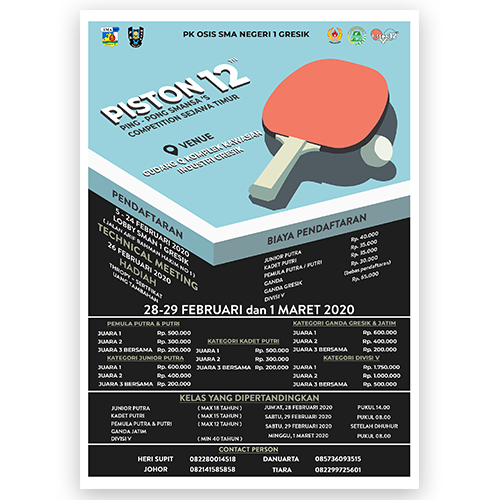 PK OSIS SMA NEGERI 1 GRESIK
PISTON 12TH
PING - PONG SMANSA'S
COMPETITION SEJAWA TIMUR
VENUE
GUDANG Q KOMPLEK KAWASAN
INDUSTRI GRESIK
PENDAFTARAN
5 - 24 FEBRUARI 2020
LOBBY SMAN 1 GRESIK
TECHNICAL MEETING
26 FEBRUARI 2020
HADIAH
UANG TAMBAHAN
BIAYA PENDAFTARAN
JUNIOR PUTRA Rp. 40.000
KADET PUTRI Rp. 35.000
PEMULA PUTRA / PUTRI Rp. 35.000
GANDA Rp. 30.000
GANDA GRESIK (bebas pendaftaran)
DIVISI V Rp. 65.000
28-29 FEBRUARI dan 1 MARET 2020
PEMULA PUTRA & PUTRI
JUARA 1 Rp. 500.000
JUARA 2 Rp. 300.000
JUARA 3 BERSAMA Rp. 200.000
KATEGORI JUNIOR PUTRA
JUARA 1 Rp. 600.000
JUARA 2 Rp. 400.000
JUARA 3 BERSAMA Rp. 200.000
KATEGORI KADET PUTRI
JUARA 1 Rp. 500.000
JUARA 2 Rp. 300.000
JUARA 3 BERSAMA Rp. 200.000
KATEGORI GANDA GRESIK & JATIM
JUARA 1 Rp. 600.000
JUARA 2 Rp. 400.000
JUARA 3 BERSAMA Rp. 200.000
KATEGORI DIVISI V
JUARA 1 Rp. 1.750.000
JUARA 2 Rp. 1.000.000
JUARA 3 BERSAMA Rp. 500.000
KELAS YANG DIPERTANDINGKAN
JUNIOR PUTRA ( MAX 18 TAHUN ) JUM'AT, 28 FEBRUARI 2020 PUKUL 14.00
KADET PUTRI ( MAX 15 TAHUN ) SABTU, 29 FEBRUARI 2020 PUKUL 08.00
PEMULA PUTRA & PUTRI ( MAX 12 TAHUN ) SABTU, 29 FEBRUARI 2020 SETELAH DHUHUR
GANDA JATIM
DIVISI V ( MIN 40 TAHUN ) MINGGU, 1 MARET 2020 PUKUL 08.00
CONTACT PERSON
HERI SUPIT 082280014518 DANUARTA 085736093515
JOHOR 082141585858 TIARA 082299725601